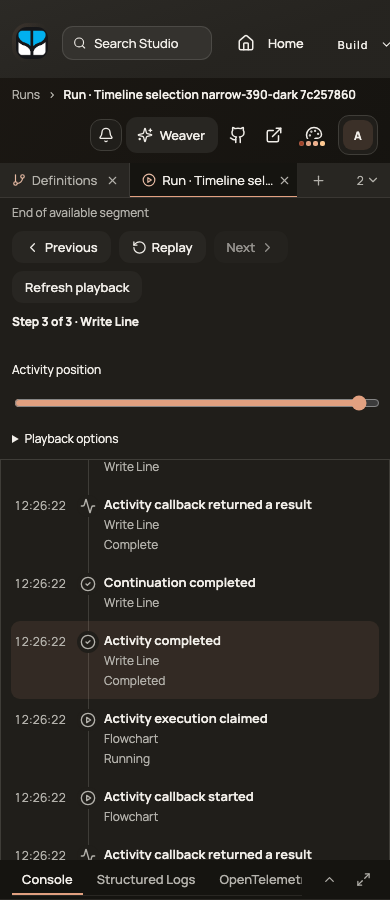 Search Studio
Home
Build
Runs > Run · Timeline selection narrow-390-dark 7c257860
Weaver
A
Definitions
Run · Timeline sel...
2
End of available segment
Previous
Replay
Next
Refresh playback
Step 3 of 3 · Write Line
Activity position
Playback options
Write Line
12:26:22 Activity callback returned a result
Write Line
Complete
12:26:22 Continuation completed
Write Line
12:26:22 Activity completed
Write Line
Completed
12:26:22 Activity execution claimed
Flowchart
Running
12:26:22 Activity callback started
Flowchart
12:26:22 Activity callback returned a result
Console
Structured Logs
OpenTelemet